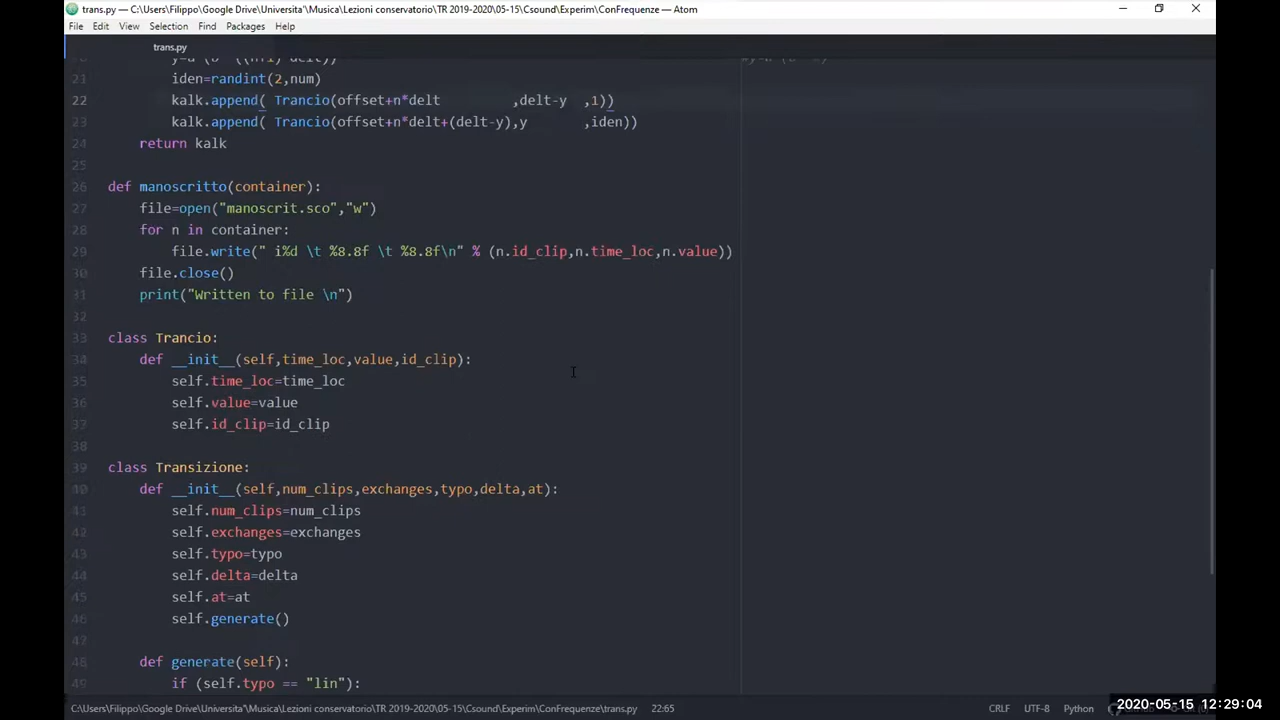 trans.py — C:\Users\Filippo\Google Drive\Universita'\Musica\Lezioni conservatorio\TR 2019-2020\05-15\Csound\Experim\ConFrequenze — Atom
File Edit View Selection Find Packages Help
trans.py
21 iden=randint(2,num)
22 kalk.append( Trancio(offset+n*delt ,delt-y ,1))
23 kalk.append( Trancio(offset+n*delt+(delt-y),y ,iden))
24 return kalk
25
26 def manoscritto(container):
27 file=open("manoscrit.sco","w")
28 for n in container:
29 file.write(" i%d \t %8.8f \t %8.8f\n" % (n.id_clip,n.time_loc,n.value))
30 file.close()
31 print("Written to file \n")
32
33 class Trancio:
34 def __init__(self,time_loc,value,id_clip):
35 self.time_loc=time_loc
36 self.value=value
37 self.id_clip=id_clip
38
39 class Transizione:
40 def __init__(self,num_clips,exchanges,typo,delta,at):
41 self.num_clips=num_clips
42 self.exchanges=exchanges
43 self.typo=typo
44 self.delta=delta
45 self.at=at
46 self.generate()
47
48 def generate(self):
49 if (self.typo == "lin"):
C:\Users\Filippo\Google Drive\Universita'\Musica\Lezioni conservatorio\TR 2019-2020\05-15\Csound\Experim\ConFrequenze\trans.py 22:65 CRLF UTF-8 Python
2020-05-15 12:29:04